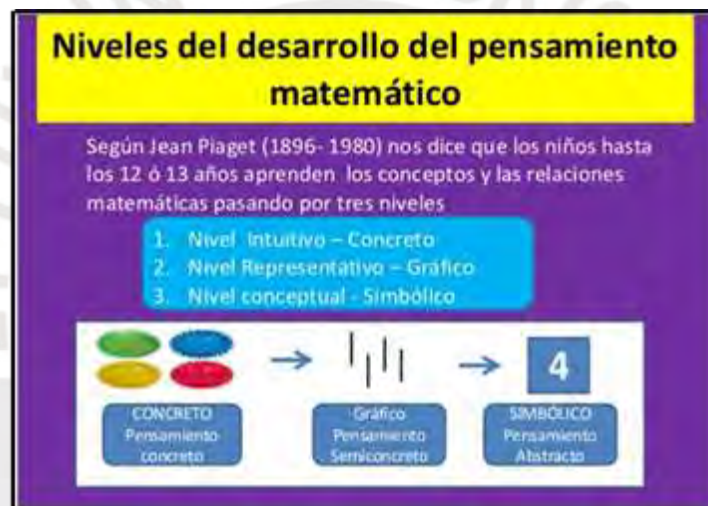 Niveles del desarrollo del pensamiento
matemático
Según Jean Piaget (1896- 1980) nos dice que los niños hasta
los 12 ó 13 años aprenden los conceptos y las relaciones
matemáticas pasando por tres niveles
1. Nivel Intuitivo – Concreto
2. Nivel Representativo – Gráfico
3. Nivel conceptual - Simbólico
4
CONCRETO
Pensamiento
concreto
Gráfico
Pensamiento
Semiconcreto
SIMBÓLICO
Pensamiento
Abstracto